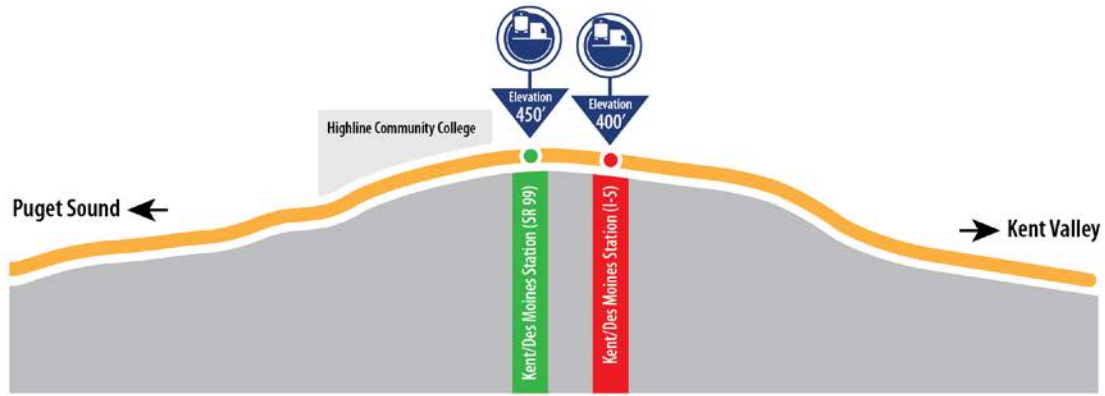 Elevation
450'
Elevation
400'
Highline Community College
Puget Sound
Kent Valley
Kent/Des Moines Station (SR 99)
Kent/Des Moines Station (I-5)